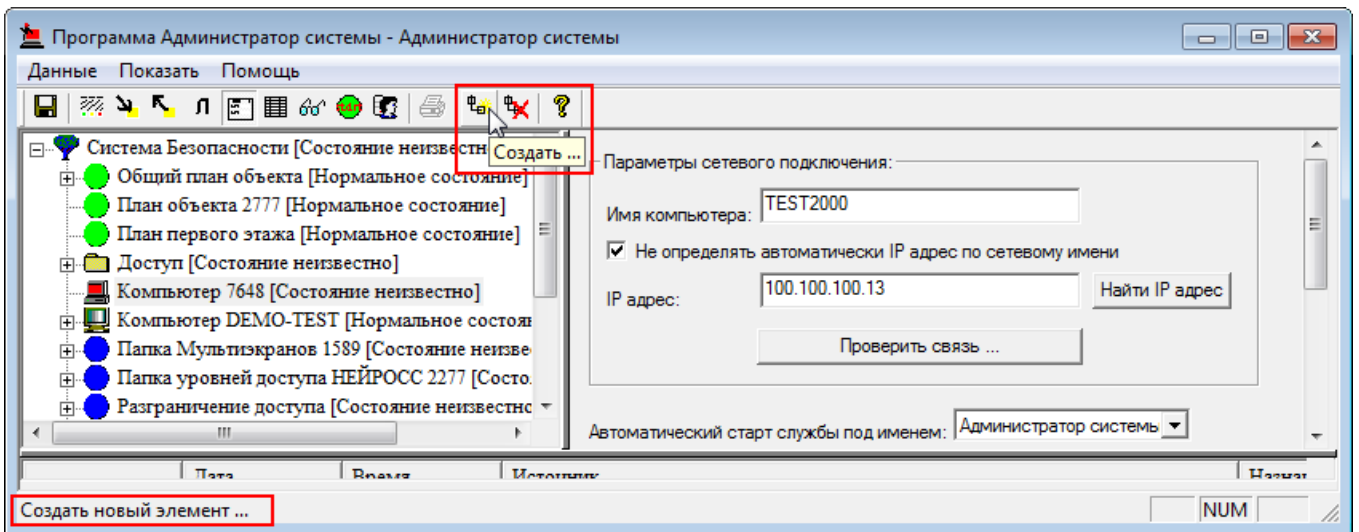 Программа Администратор системы - Администратор системы
Данные Показать Помощь
Л
Создать ...
Система Безопасности [Состояние неизвестн
Общий план объекта [Нормальное состояние]
План объекта 2777 [Нормальное состояние]
План первого этажа [Нормальное состояние]
Доступ [Состояние неизвестно]
Компьютер 7648 [Состояние неизвестно]
Компьютер DEMO-TEST [Нормальное состоян
Папка Мультиэкранов 1589 [Состояние неизве
Папка уровней доступа НЕЙРОСС 2277 [Состо
Разграничение доступа [Состояние неизвестно
Параметры сетевого подключения:
Имя компьютера: TEST2000
Не определять автоматически IP адрес по сетевому имени
IP адрес: 100.100.100.13 Найти IP адрес
Проверить связь ...
Автоматический старт службы под именем: Администратор системы
Дата Время Источник Назнач
Создать новый элемент ... NUM